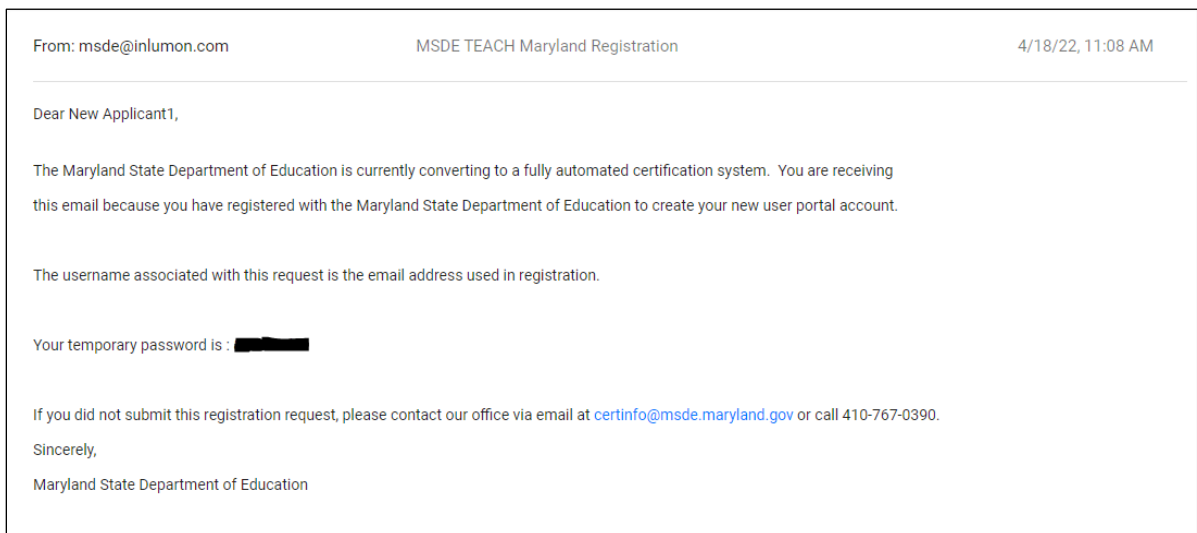 From: msde@inlumon.com MSDE TEACH Maryland Registration 4/18/22, 11:08 AM
Dear New Applicant1,
The Maryland State Department of Education is currently converting to a fully automated certification system.  You are receiving
this email because you have registered with the Maryland State Department of Education to create your new user portal account.
The username associated with this request is the email address used in registration.
Your temporary password is :
If you did not submit this registration request, please contact our office via email at certinfo@msde.maryland.gov or call 410-767-0390.
Sincerely,
Maryland State Department of Education